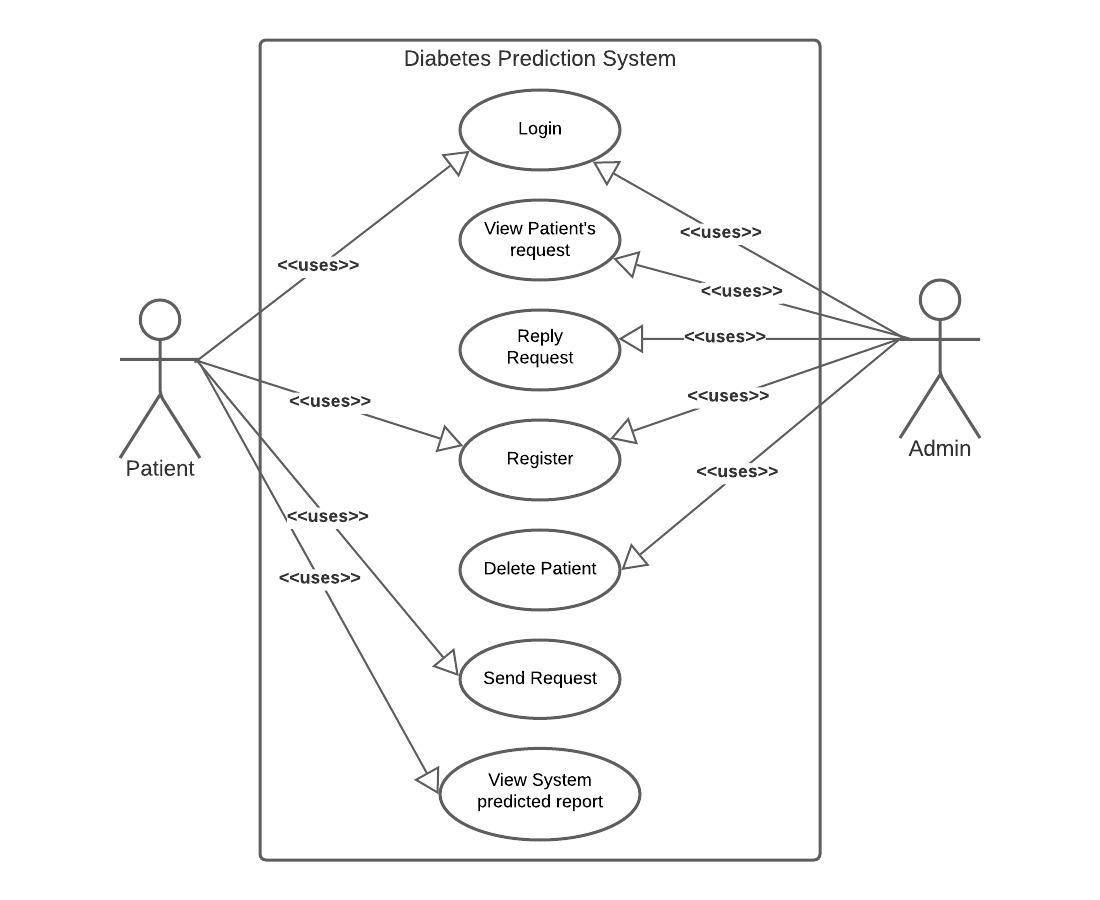 Diabetes Prediction System
Login
<<uses>>
View Patient's
request
<<uses>>
<<uses>>
Reply
Request
<<uses>>
<<uses>>
<<uses>>
Register
Patient
Admin
<<uses>>
<<uses>>
Delete Patient
<<uses>>
Send Request
View System
predicted report